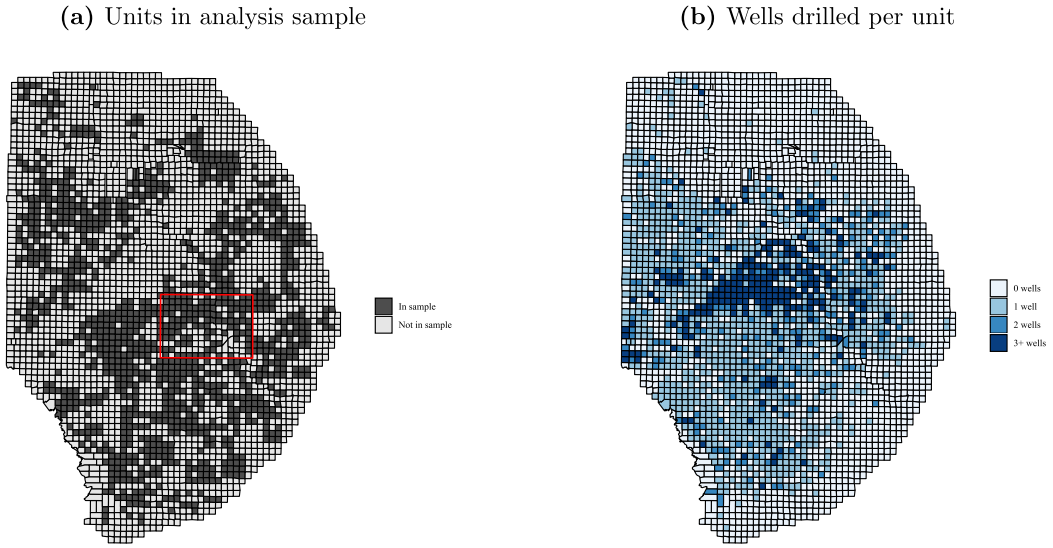 (a) Units in analysis sample
(b) Wells drilled per unit
In sample
Not in sample
0 wells
1 well
2 wells
3+ wells